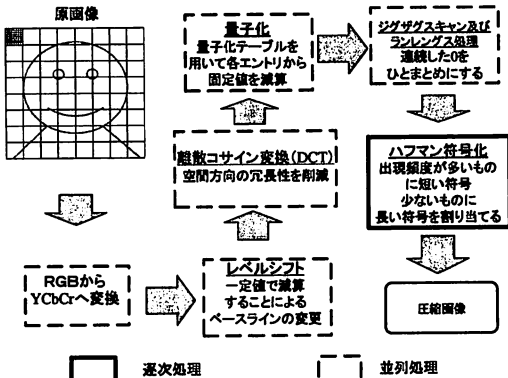 原画像
RGBから
YCbCrへ変換
レベルシフト
一定値で減算
することによる
ベースラインの変更
離散コサイン変換(DCT)
空間方向の冗長性を削減
量子化
量子化テーブルを
用いて各エントリから
固定値を減算
ジグザグスキャン及び
ランレングス処理
連続した0を
ひとまとめにする
ハフマン符号化
出現頻度が多いもの
に短い符号
少ないものに
長い符号を割り当てる
圧縮画像
逐次処理
並列処理